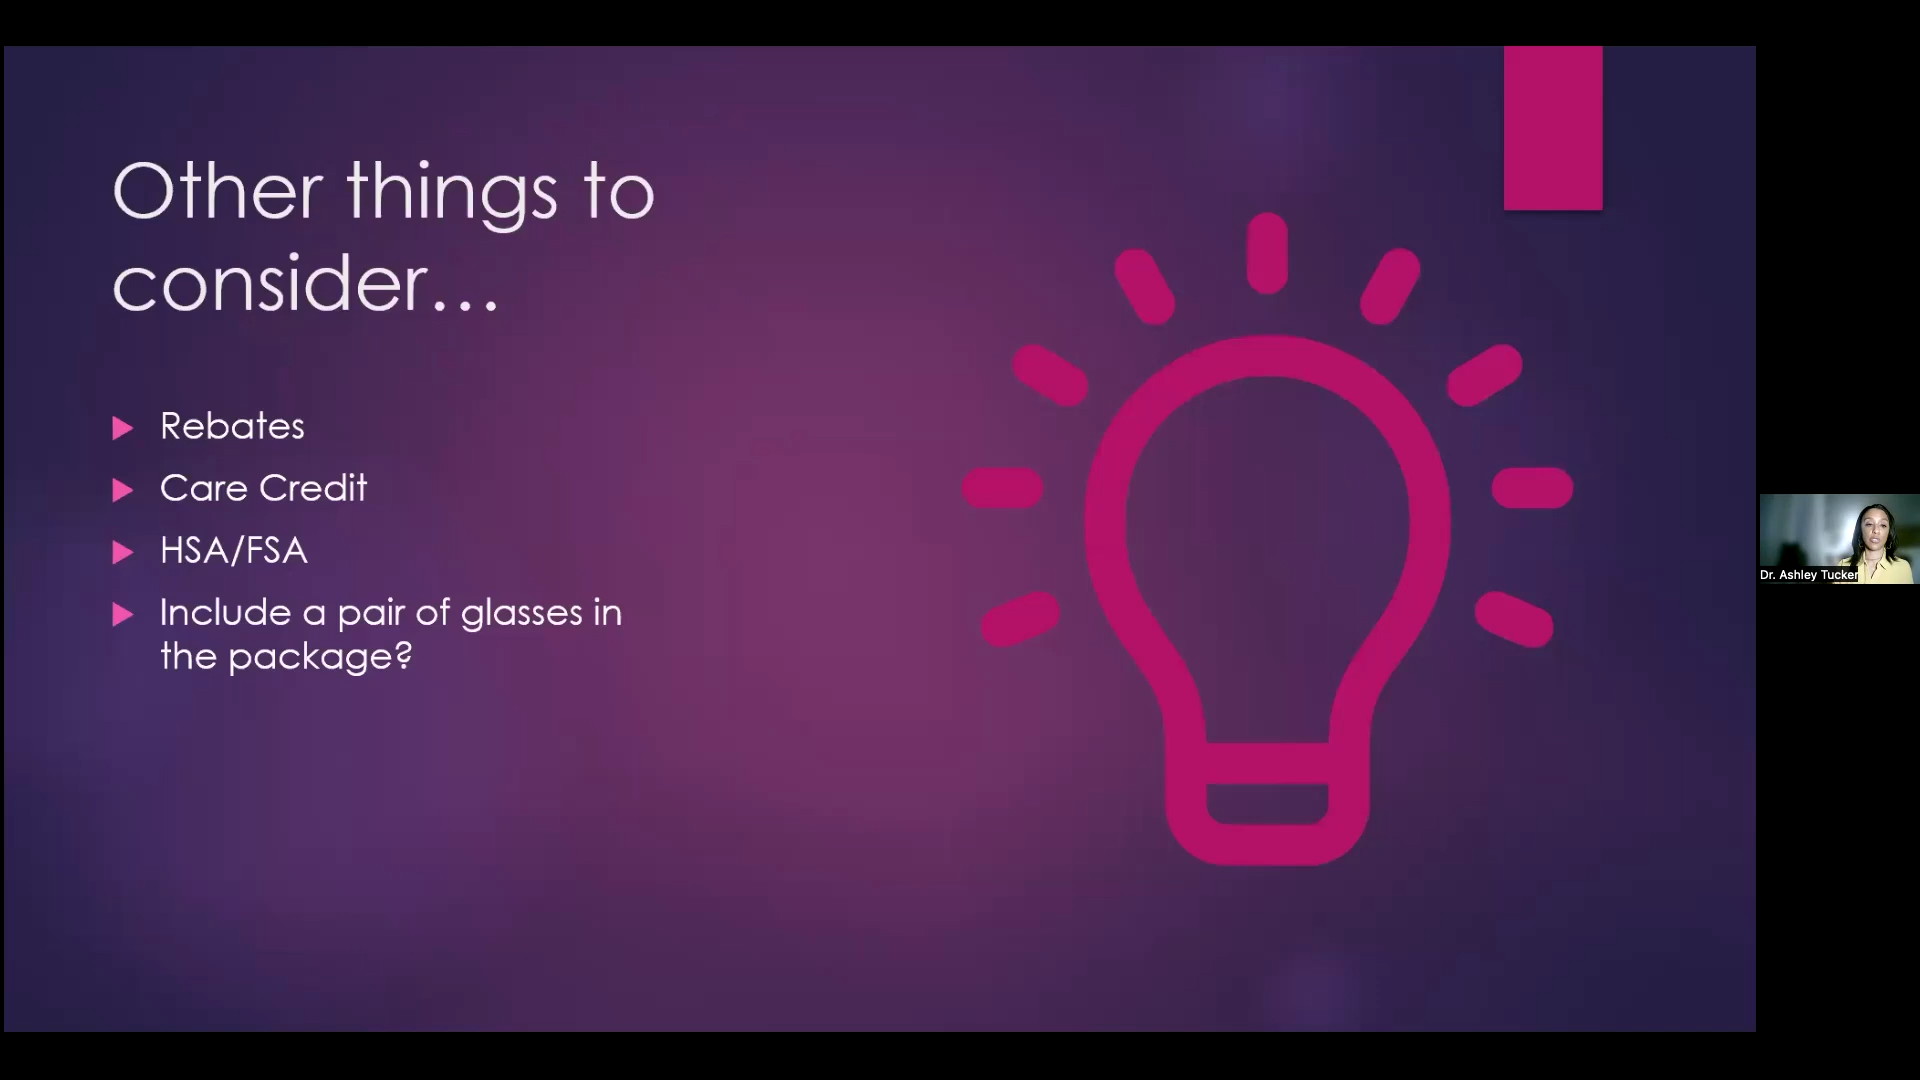 Other things to
consider...
Rebates
Care Credit
HSA/FSA
Include a pair of glasses in
the package?
Dr. Ashley Tucker